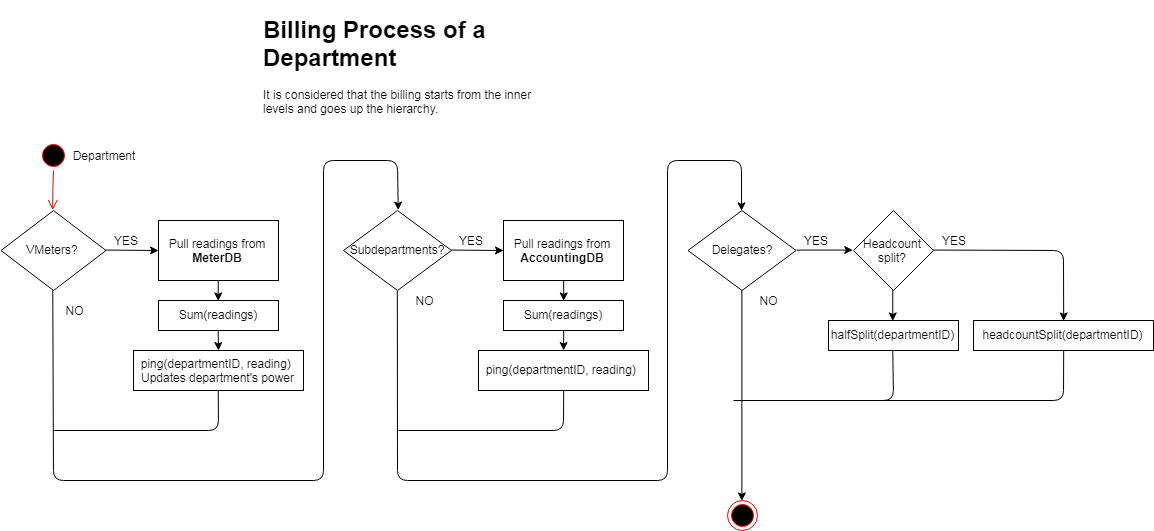 Billing Process of a
Department
It is considered that the billing starts from the inner
levels and goes up the hierarchy.
Department
VMeters?
YES
NO
Pull readings from
MeterDB
Sum(readings)
ping(departmentID, reading)
Updates department's power
Subdepartments?
YES
NO
Pull readings from
AccountingDB
Sum(readings)
ping(departmentID, reading)
Delegates?
YES
NO
Headcount
split?
YES
halfSplit(departmentID)
headcountSplit(departmentID)